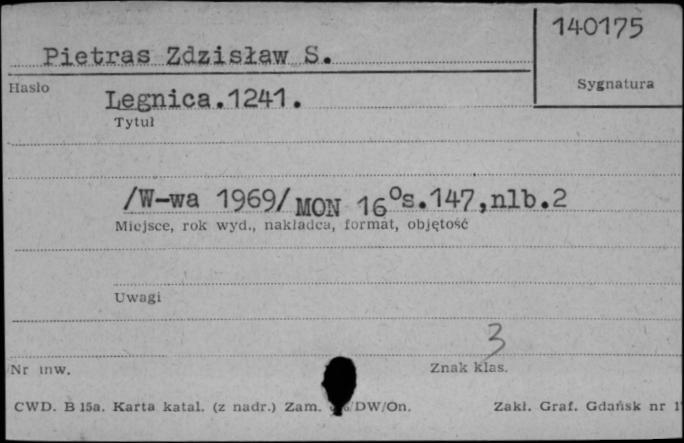 140175
Pietras Zdzisław S.
Hasło
Sygnatura
Legnica.1241.
Tytuł
/W-wa 1969/ MON 16⁰s.147,nlb.2
Miejsce, rok wyd., nakładca, format, objętość
Uwagi
3
Nr inw.
Znak klas.
CWD. B 15a. Karta katal. (z nadr.) Zam. /DW/On.
Zakł. Graf. Gdańsk nr 1